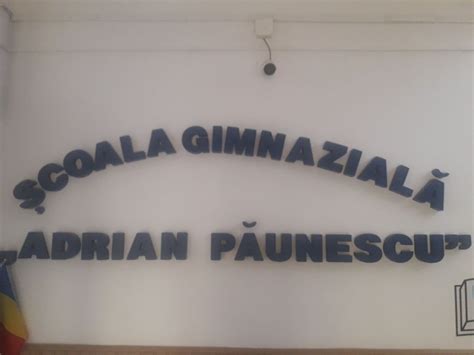 ȘCOALA GIMNAZIALĂ
„ADRIAN PĂUNESCU”